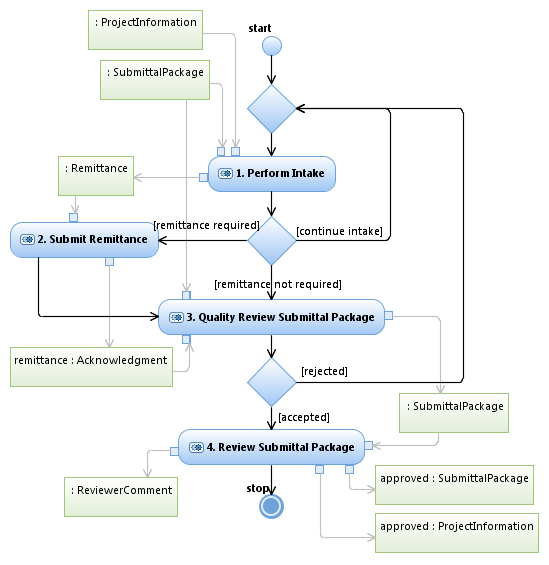 : ProjectInformation
start
: SubmittalPackage
: Remittance
1. Perform Intake
[remittance required]
[continue intake]
2. Submit Remittance
[remittance not required]
3. Quality Review Submittal Package
remittance : Acknowledgment
[rejected]
: SubmittalPackage
[accepted]
4. Review Submittal Package
approved : SubmittalPackage
: ReviewerComment
stop
approved : ProjectInformation